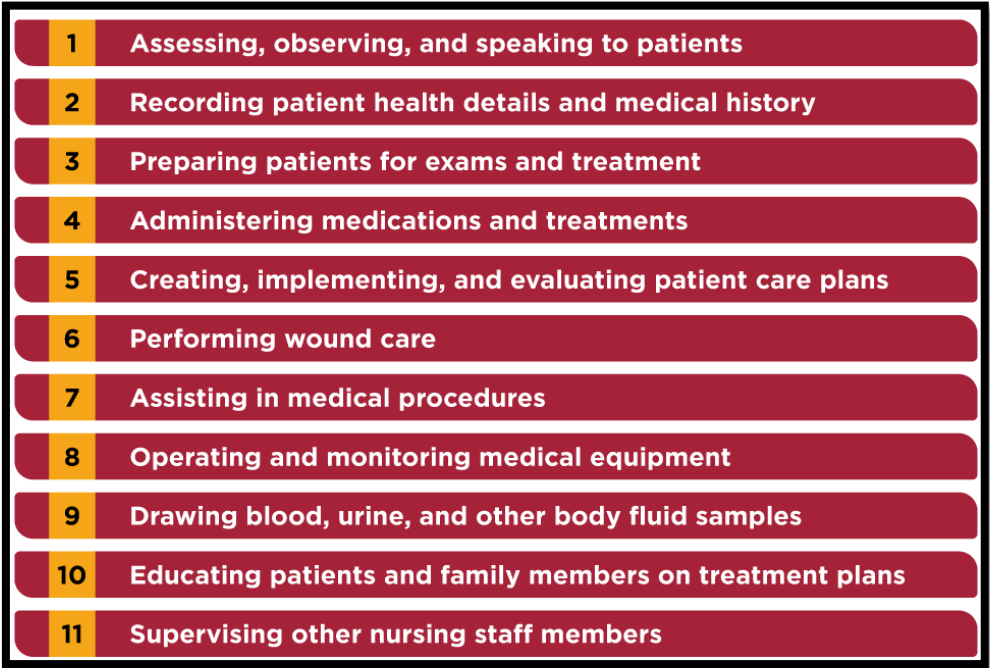 1 Assessing, observing, and speaking to patients
2 Recording patient health details and medical history
3 Preparing patients for exams and treatment
4 Administering medications and treatments
5 Creating, implementing, and evaluating patient care plans
6 Performing wound care
7 Assisting in medical procedures
8 Operating and monitoring medical equipment
9 Drawing blood, urine, and other body fluid samples
10 Educating patients and family members on treatment plans
11 Supervising other nursing staff members